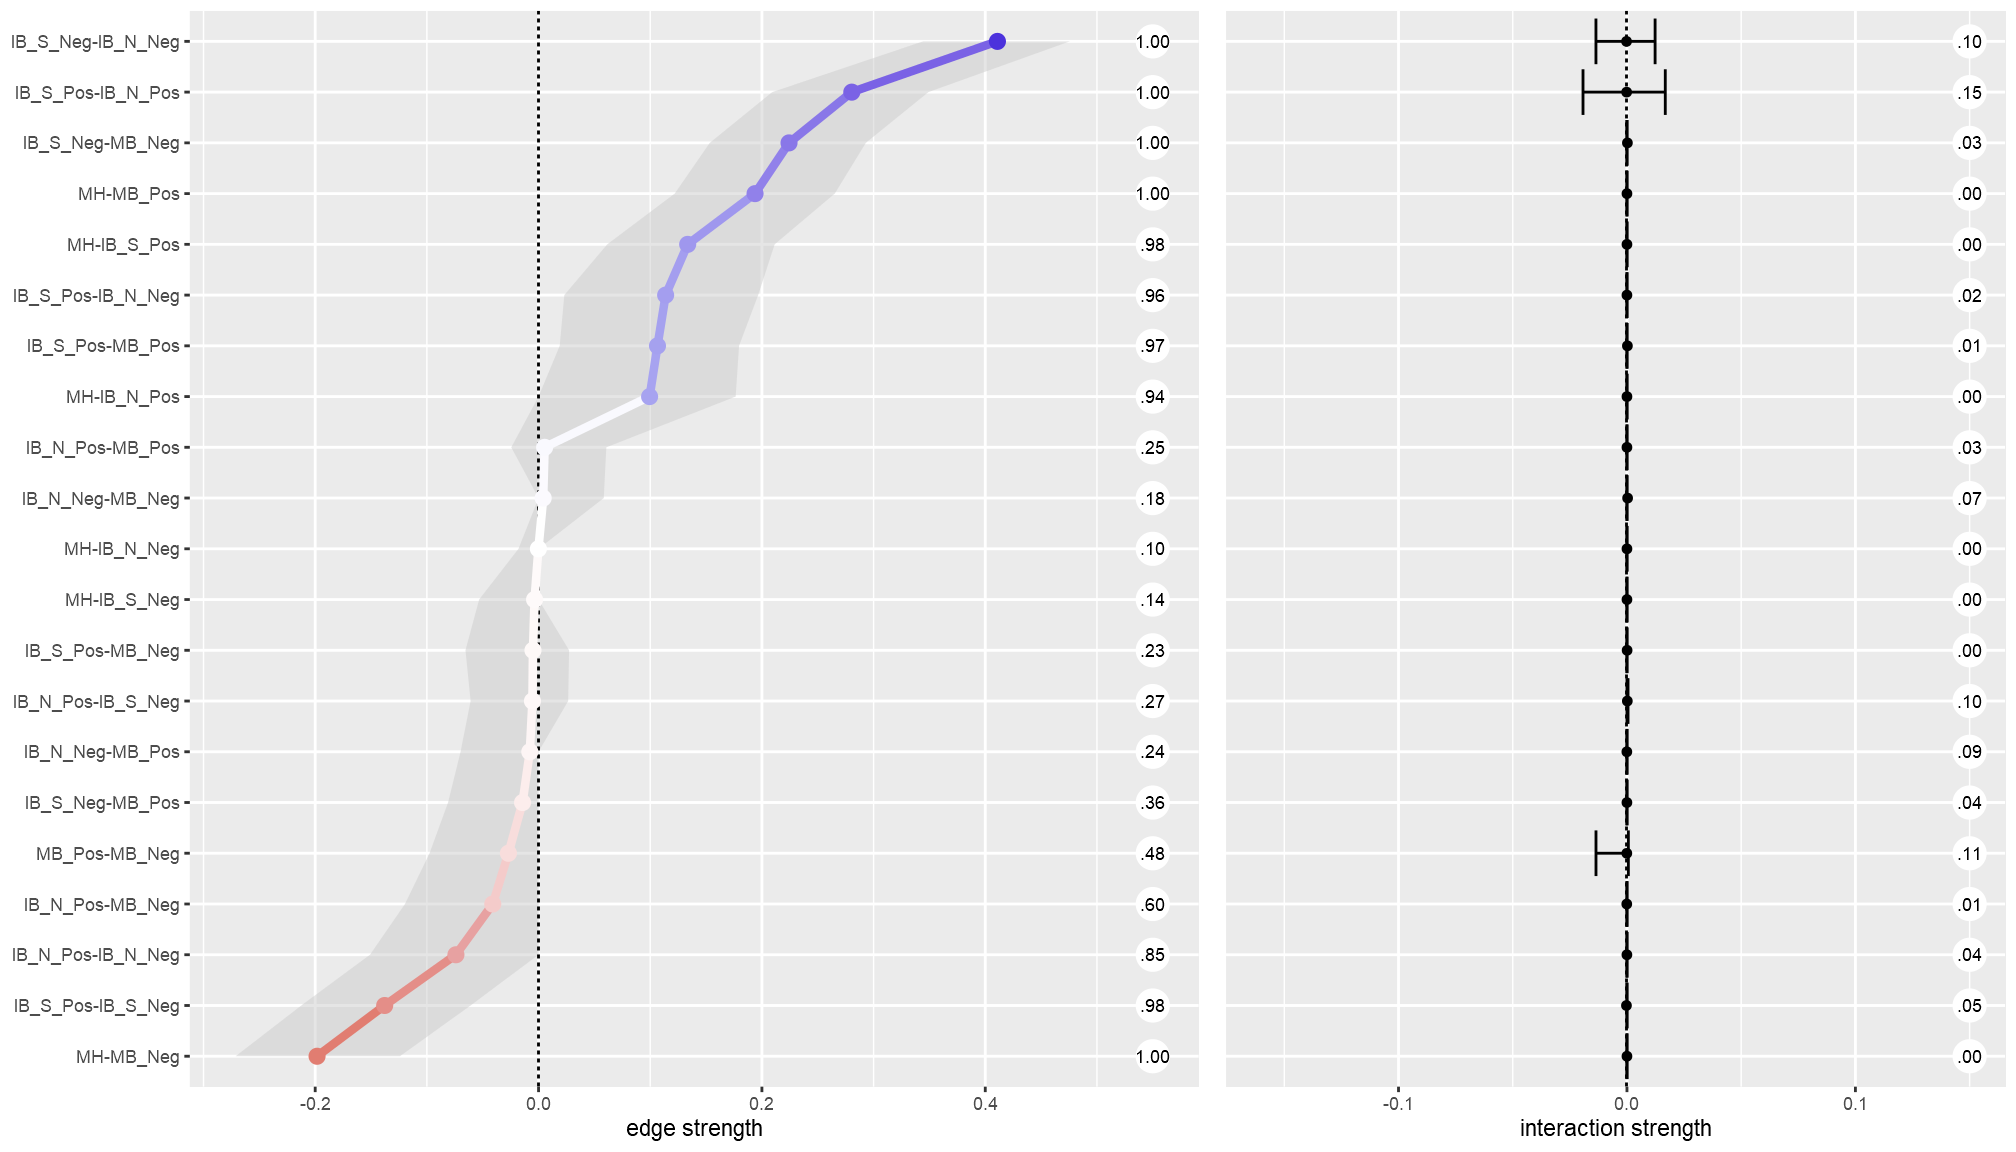 IB_S_Neg-IB_N_Neg 1.00 .10
IB_S_Pos-IB_N_Pos 1.00 .15
IB_S_Neg-MB_Neg 1.00 .03
MH-MB_Pos 1.00 .00
MH-IB_S_Pos .98 .00
IB_S_Pos-IB_N_Neg .96 .02
IB_S_Pos-MB_Pos .97 .01
MH-IB_N_Pos .94 .00
IB_N_Pos-MB_Pos .25 .03
IB_N_Neg-MB_Neg .18 .07
MH-IB_N_Neg .10 .00
MH-IB_S_Neg .14 .00
IB_S_Pos-MB_Neg .23 .00
IB_N_Pos-IB_S_Neg .27 .10
IB_N_Neg-MB_Pos .24 .09
IB_S_Neg-MB_Pos .36 .04
MB_Pos-MB_Neg .48 .11
IB_N_Pos-MB_Neg .60 .01
IB_N_Pos-IB_N_Neg .85 .04
IB_S_Pos-IB_S_Neg .98 .05
MH-MB_Neg 1.00 .00
-0.2 0.0 0.2 0.4 -0.1 0.0 0.1
edge strength interaction strength